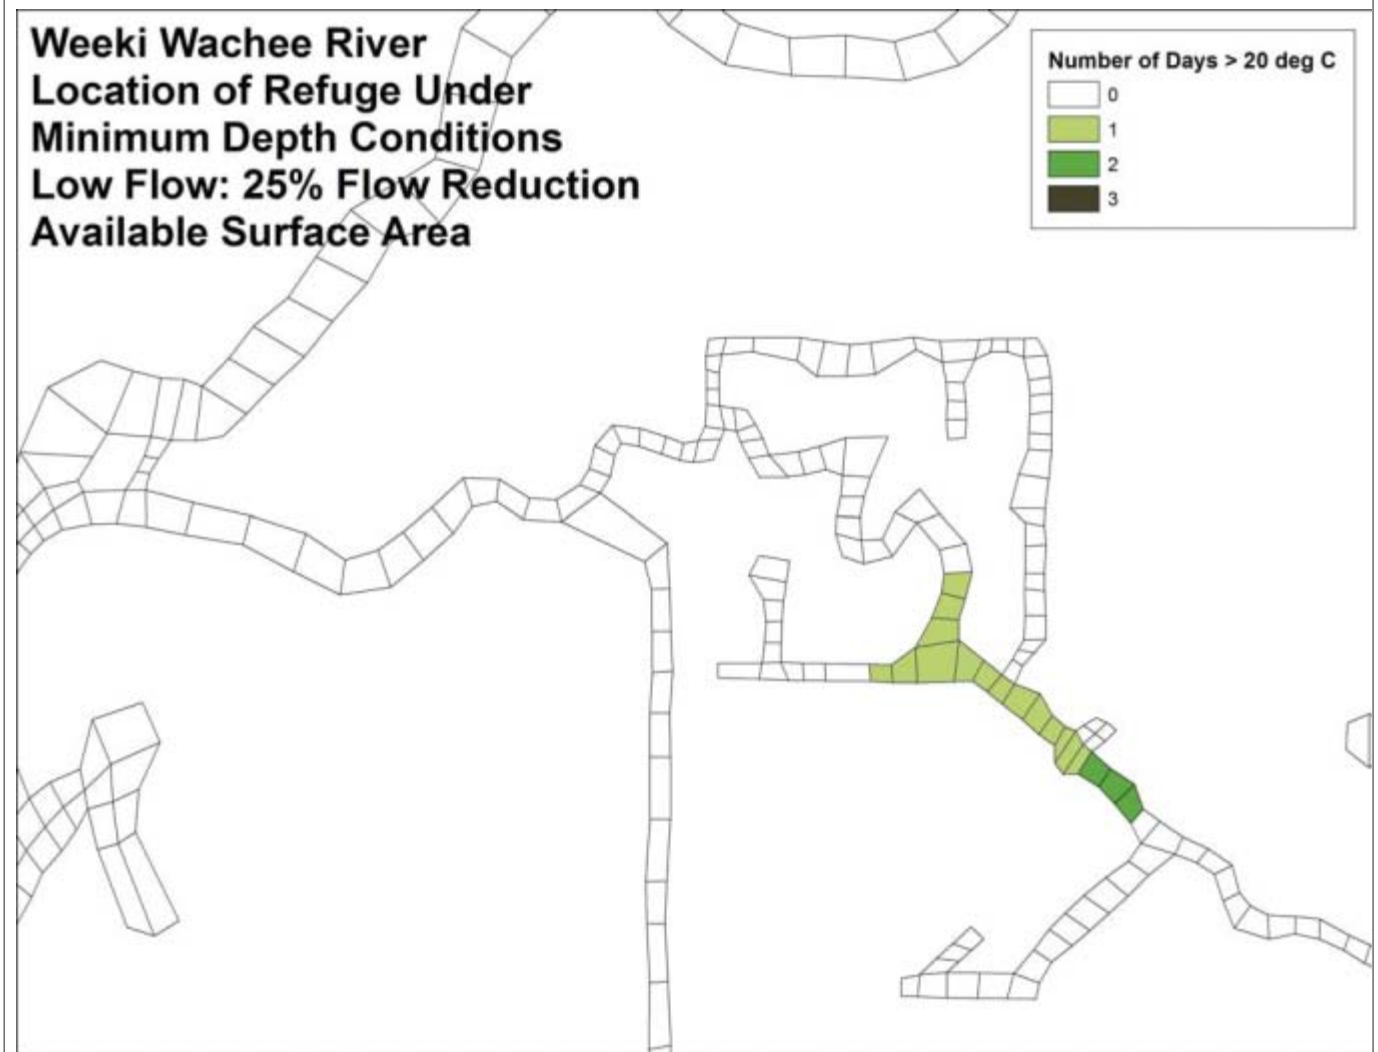 Weeki Wachee River
Location of Refuge Under
Minimum Depth Conditions
Low Flow: 25% Flow Reduction
Available Surface Area
Number of Days > 20 deg C
0
1
2
3